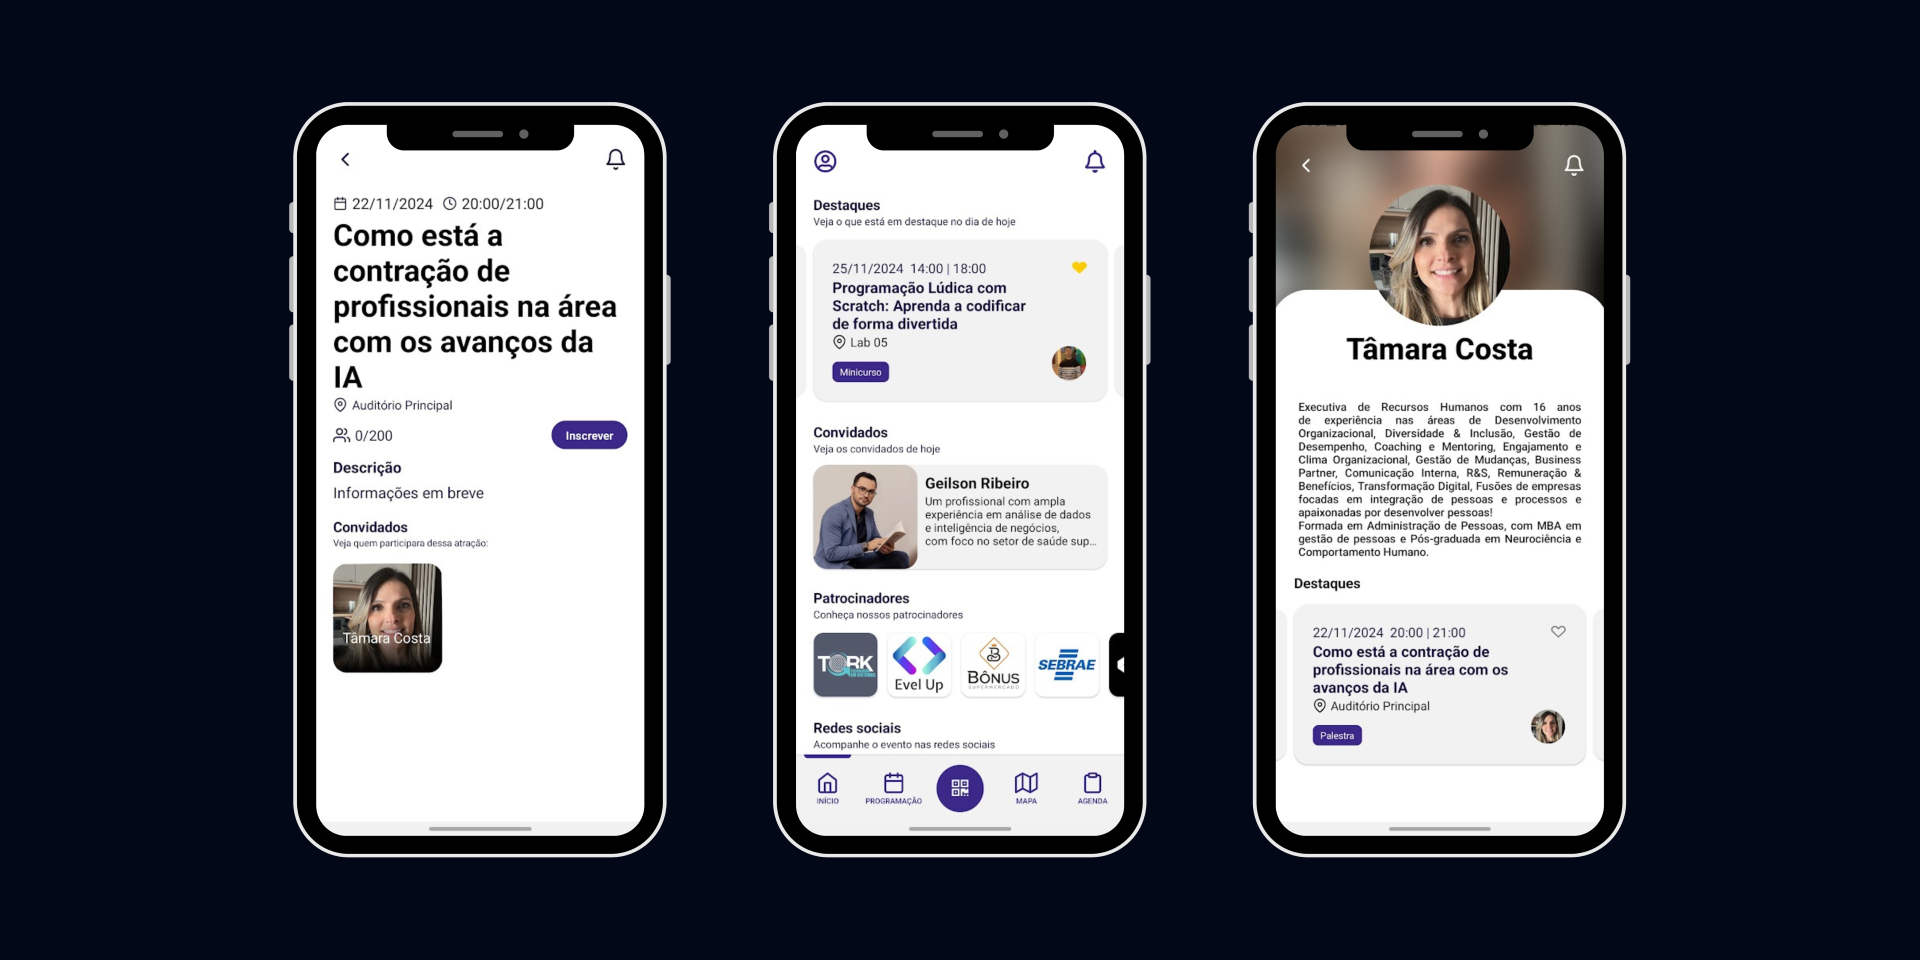 22/11/2024 20:00/21:00
Como está a
contração de
profissionais na área
com os avanços da
IA
Auditório Principal
0/200
Inscrever
Descrição
Informações em breve
Convidados
Veja quem participara dessa atração:
Tâmara Costa
Destaques
Veja o que está em destaque no dia de hoje
25/11/2024 14:00 | 18:00
Programação Lúdica com
Scratch: Aprenda a codificar
de forma divertida
Lab 05
Minicurso
Convidados
Veja os convidados de hoje
Geilson Ribeiro
Um profissional com ampla
experiência em análise de dados
e inteligência de negócios,
com foco no setor de saúde sup...
Patrocinadores
Conheça nossos patrocinadores
TORK
Evel Up
BÔNUS
SUPERMERCADO
SEBRAE
Redes sociais
Acompanhe o evento nas redes sociais
INÍCIO
PROGRAMAÇÃO
MAPA
AGENDA
Tâmara Costa
Executiva de Recursos Humanos com 16 anos
de experiência nas áreas de Desenvolvimento
Organizacional, Diversidade & Inclusão, Gestão de
Desempenho, Coaching e Mentoring, Engajamento e
Clima Organizacional, Gestão de Mudanças, Business
Partner, Comunicação Interna, R&S, Remuneração &
Benefícios, Transformação Digital, Fusões de empresas
focadas em integração de pessoas e processos e
apaixonadas por desenvolver pessoas!
Formada em Administração de Pessoas, com MBA em
gestão de pessoas e Pós-graduada em Neurociência e
Comportamento Humano.
Destaques
22/11/2024 20:00 | 21:00
Como está a contração de
profissionais na área com os
avanços da IA
Auditório Principal
Palestra